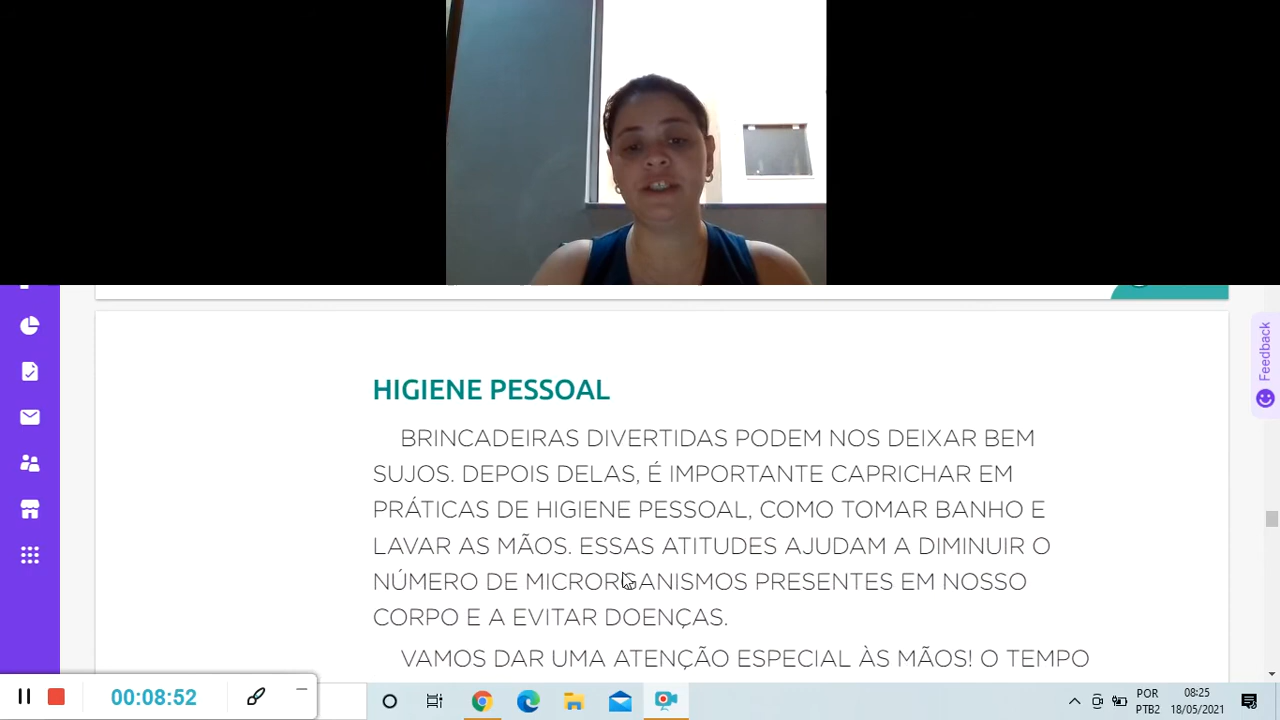 Feedback
HIGIENE PESSOAL
BRINCADEIRAS DIVERTIDAS PODEM NOS DEIXAR BEM
SUJOS. DEPOIS DELAS, É IMPORTANTE CAPRICHAR EM
PRÁTICAS DE HIGIENE PESSOAL, COMO TOMAR BANHO E
LAVAR AS MÃOS. ESSAS ATITUDES AJUDAM A DIMINUIR O
NÚMERO DE MICRORGANISMOS PRESENTES EM NOSSO
CORPO E A EVITAR DOENÇAS.
VAMOS DAR UMA ATENÇÃO ESPECIAL ÀS MÃOS! O TEMPO
00:08:52
POR
PTB2
08:25
18/05/2021